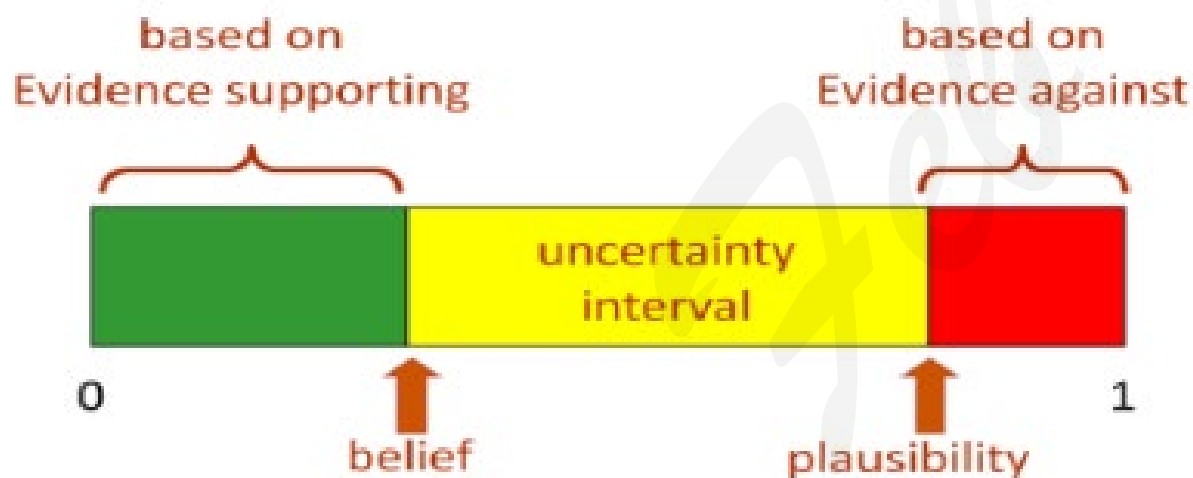 based on
Evidence supporting
based on
Evidence against
uncertainty
interval
0
1
belief
plausibility